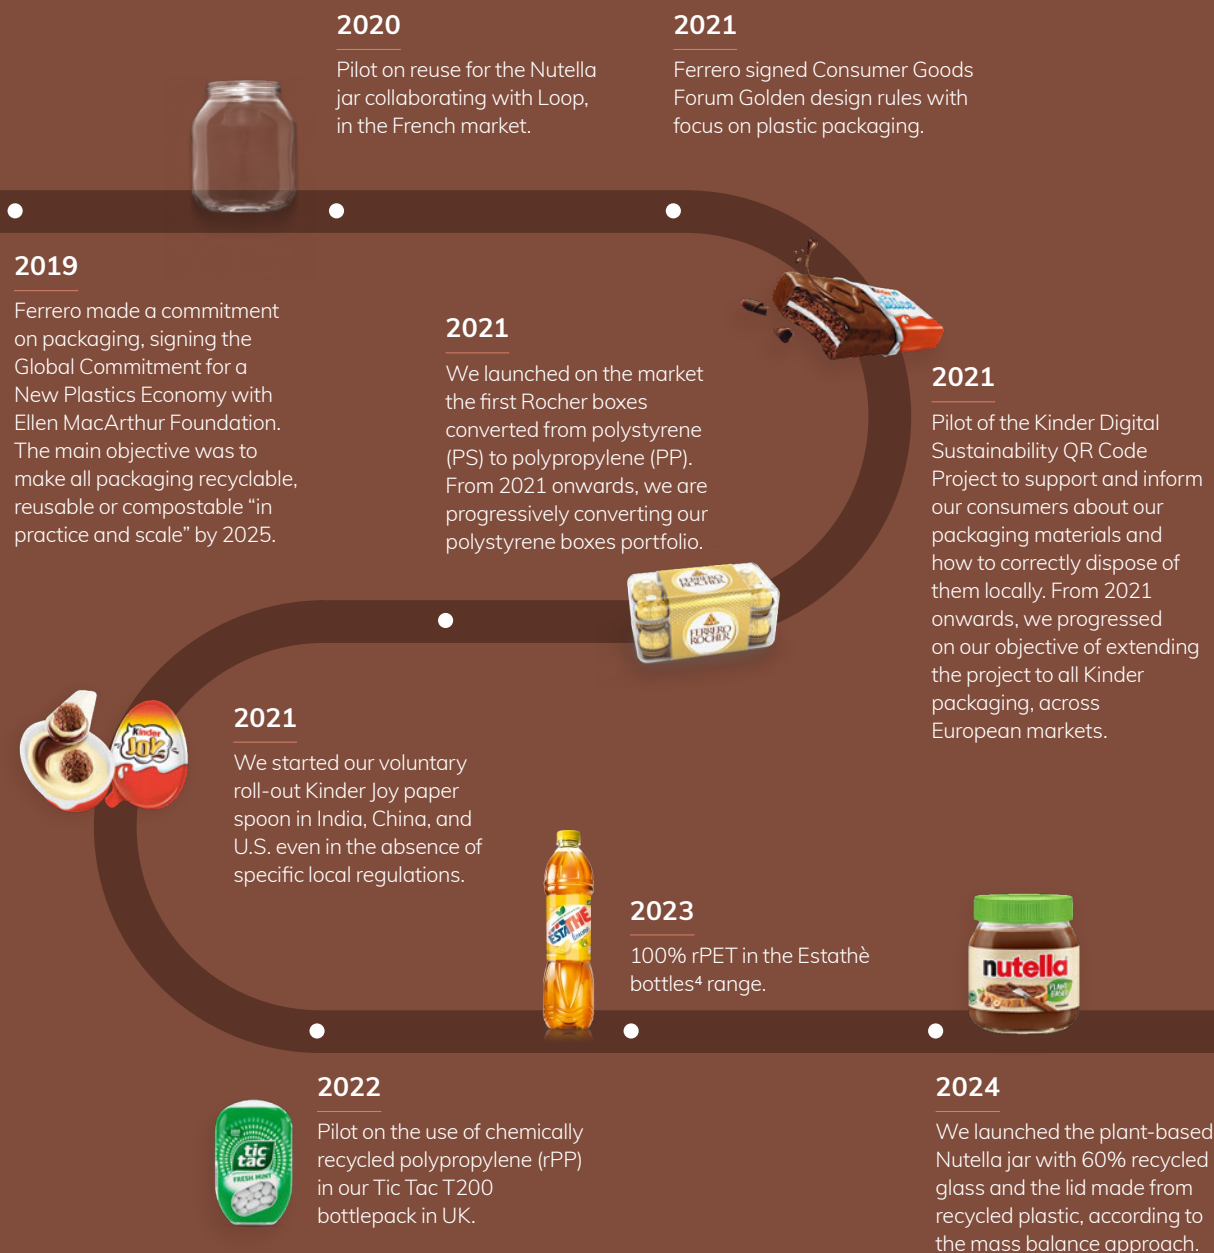 2020
Pilot on reuse for the Nutella
jar collaborating with Loop,
in the French market.
2021
Ferrero signed Consumer Goods
Forum Golden design rules with
focus on plastic packaging.
2019
Ferrero made a commitment
on packaging, signing the
Global Commitment for a
New Plastics Economy with
Ellen MacArthur Foundation.
The main objective was to
make all packaging recyclable,
reusable or compostable “in
practice and scale” by 2025.
2021
Pilot of the Kinder Digital
Sustainability QR Code
Project to support and inform
our consumers about our
packaging materials and
how to correctly dispose of
them locally. From 2021
onwards, we progressed
on our objective of extending
the project to all Kinder
packaging, across
European markets.
2021
We launched on the market
the first Rocher boxes
converted from polystyrene
(PS) to polypropylene (PP).
From 2021 onwards, we are
progressively converting our
polystyrene boxes portfolio.
FERRERO
ROCHER
FERRERO
ROCHER
Kinder
Joy
2021
We started our voluntary
roll-out Kinder Joy paper
spoon in India, China, and
U.S. even in the absence of
specific local regulations.
ESTATHE
2022
Pilot on the use of chemically
recycled polypropylene (rPP)
in our Tic Tac T200
bottlepack in UK.
tic
tac
FRESH MINT
2023
100% rPET in the Estathè
bottles⁴ range.
nutella
PLANT
BASED
2024
We launched the plant-based
Nutella jar with 60% recycled
glass and the lid made from
recycled plastic, according to
the mass balance approach.